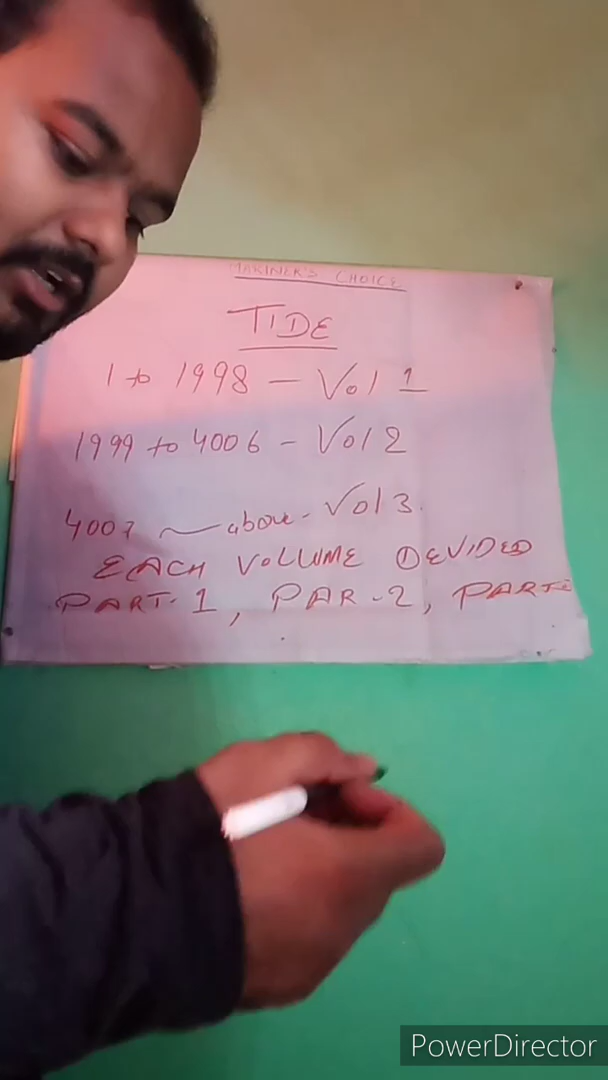 MARINER'S CHOICE
TIDE
1 to 1998 - Vol 1
1999 to 4006 - Vol 2
4007 above - Vol 3.
EACH VOLUME DEVIDED
PART-1, PAR-2, PART-
PowerDirector